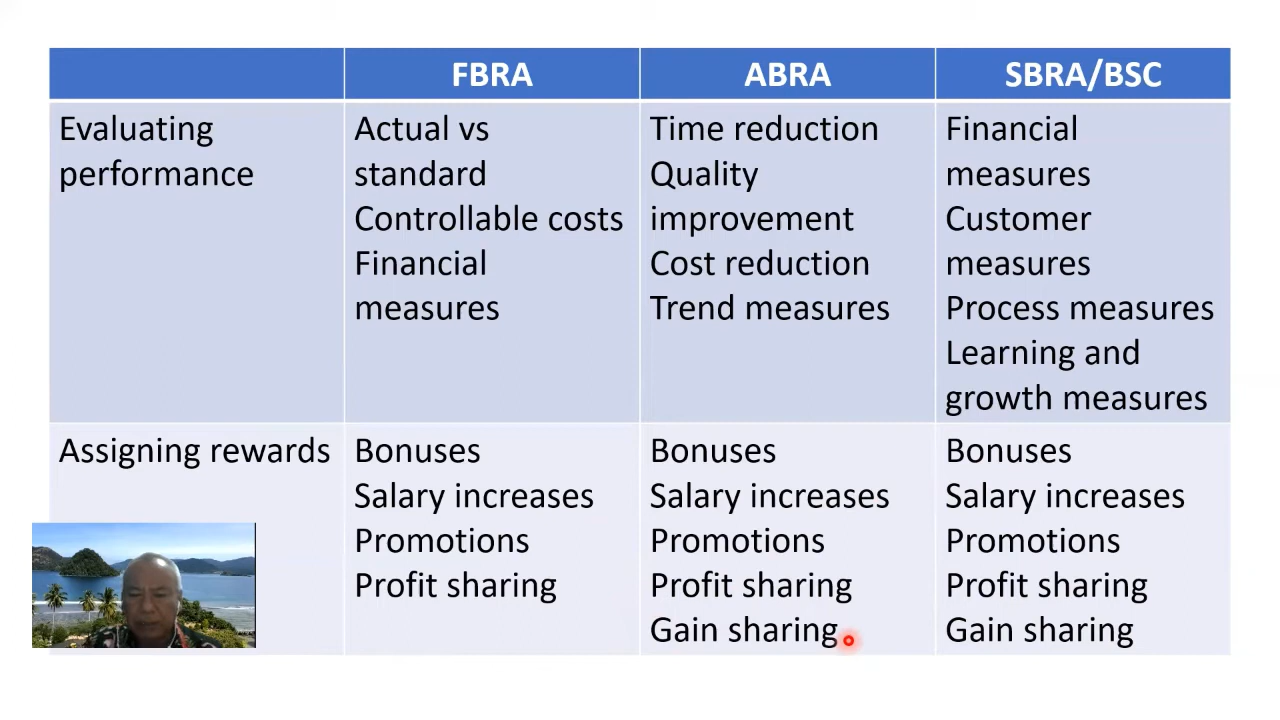 FBRA
ABRA
SBRA/BSC
Evaluating
performance
Actual vs
standard
Controllable costs
Financial
measures
Time reduction
Quality
improvement
Cost reduction
Trend measures
Financial
measures
Customer
measures
Process measures
Learning and
growth measures
Assigning rewards
Bonuses
Salary increases
Promotions
Profit sharing
Bonuses
Salary increases
Promotions
Profit sharing
Gain sharing
Bonuses
Salary increases
Promotions
Profit sharing
Gain sharing